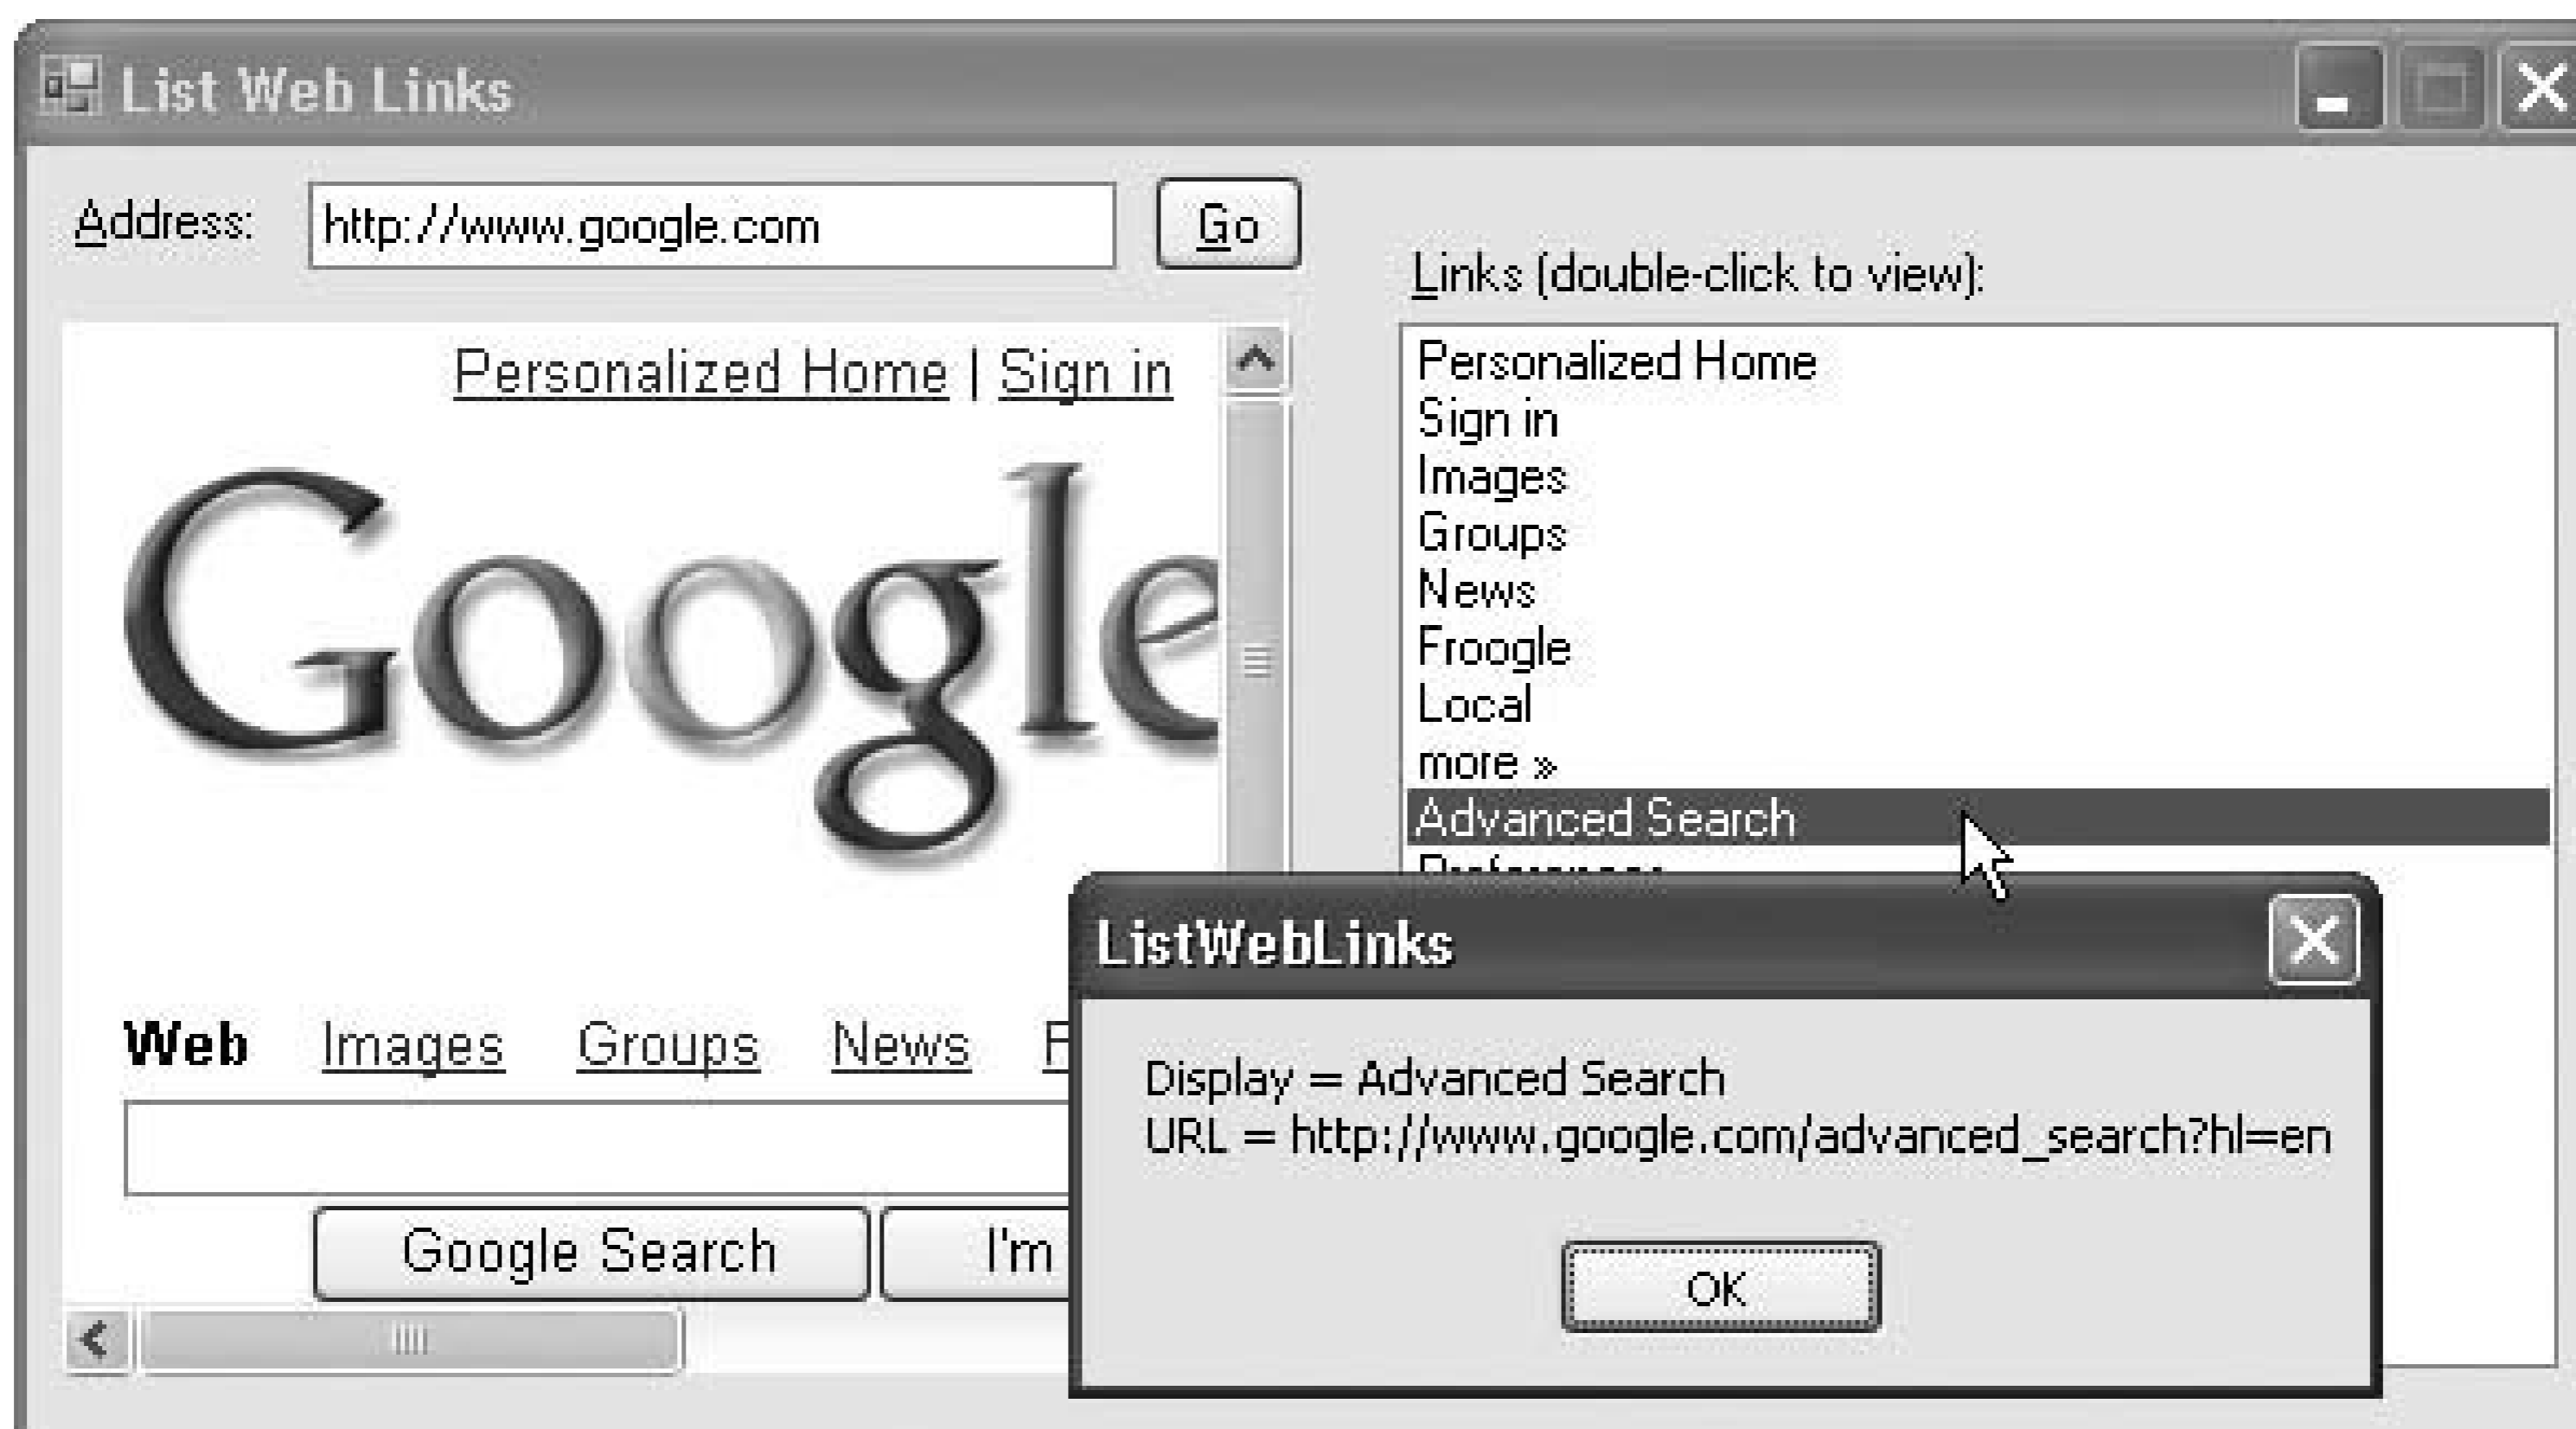 List Web Links
Address: http://www.google.com Go
Links (double-click to view):
Personalized Home | Sign in
Google
Web Images Groups News F
Google Search I'm
Personalized Home
Sign in
Images
Groups
News
Froogle
Local
more »
Advanced Search
ListWebLinks
Display = Advanced Search
URL = http://www.google.com/advanced_search?hl=en
OK